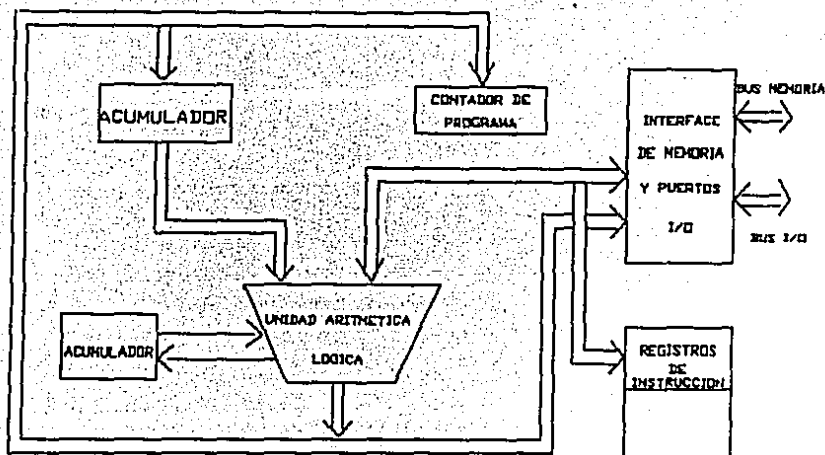 ACUMULADOR
CONTADOR DE
PROGRAMA
INTERFACE
DE MEMORIA
Y PUERTOS
I/O
BUS MEMORIA
BUS I/O
UNIDAD ARITMETICA
LOGICA
ACUMULADOR
REGISTROS
DE
INSTRUCCION